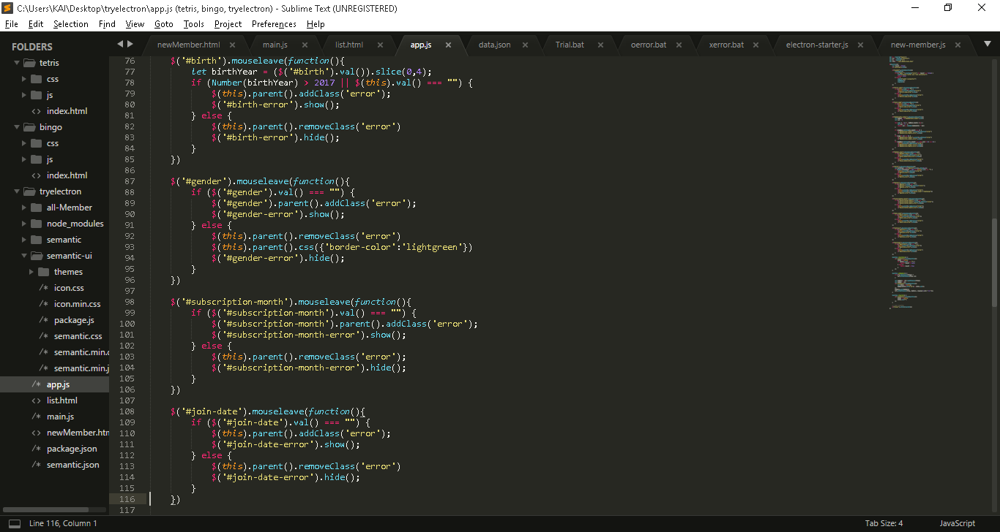 C:\Users\KAI\Desktop\tryelectron\app.js (tetris, bingo, tryelectron) - Sublime Text (UNREGISTERED)
File Edit Selection Find View Goto Tools Project Preferences Help
FOLDERS
tetris
css
js
index.html
bingo
css
js
index.html
tryelectron
all-Member
node_modules
semantic
semantic-ui
themes
/* icon.css
/* icon.min.css
/* package.js
/* semantic.css
/* semantic.min.c
/* semantic.min.j
/* app.js
<> list.html
/* main.js
<> newMember.htm
/* package.json
/* semantic.json
newMember.html × main.js × list.html × app.js × data.json × Trial.bat × oerror.bat × xerror.bat × electron-starter.js × new-member.js ×
76 $('#birth').mouseleave(function(){
77 let birthYear = ($('#birth').val()).slice(0,4);
78 if (Number(birthYear) > 2017 || $(this).val() === "") {
79 $(this).parent().addClass('error');
80 $('#birth-error').show();
81 } else {
82 $(this).parent().removeClass('error')
83 $('#birth-error').hide();
84 }
85 })
86
87 $('#gender').mouseleave(function(){
88 if ($('#gender').val() === "") {
89 $('#gender').parent().addClass('error');
90 $('#gender-error').show();
91 } else {
92 $(this).parent().removeClass('error')
93 $(this).parent().css({'border-color':'lightgreen'})
94 $('#gender-error').hide();
95 }
96 })
97
98 $('#subscription-month').mouseleave(function(){
99 if ($('#subscription-month').val() === "") {
100 $('#subscription-month').parent().addClass('error');
101 $('#subscription-month-error').show();
102 } else {
103 $(this).parent().removeClass('error');
104 $('#subscription-month-error').hide();
105 }
106 })
107
108 $('#join-date').mouseleave(function(){
109 if ($('#join-date').val() === "") {
110 $(this).parent().addClass('error');
111 $('#join-date-error').show();
112 } else {
113 $(this).parent().removeClass('error')
114 $('#join-date-error').hide();
115 }
116 })
117
Line 116, Column 1
Tab Size: 4
JavaScript